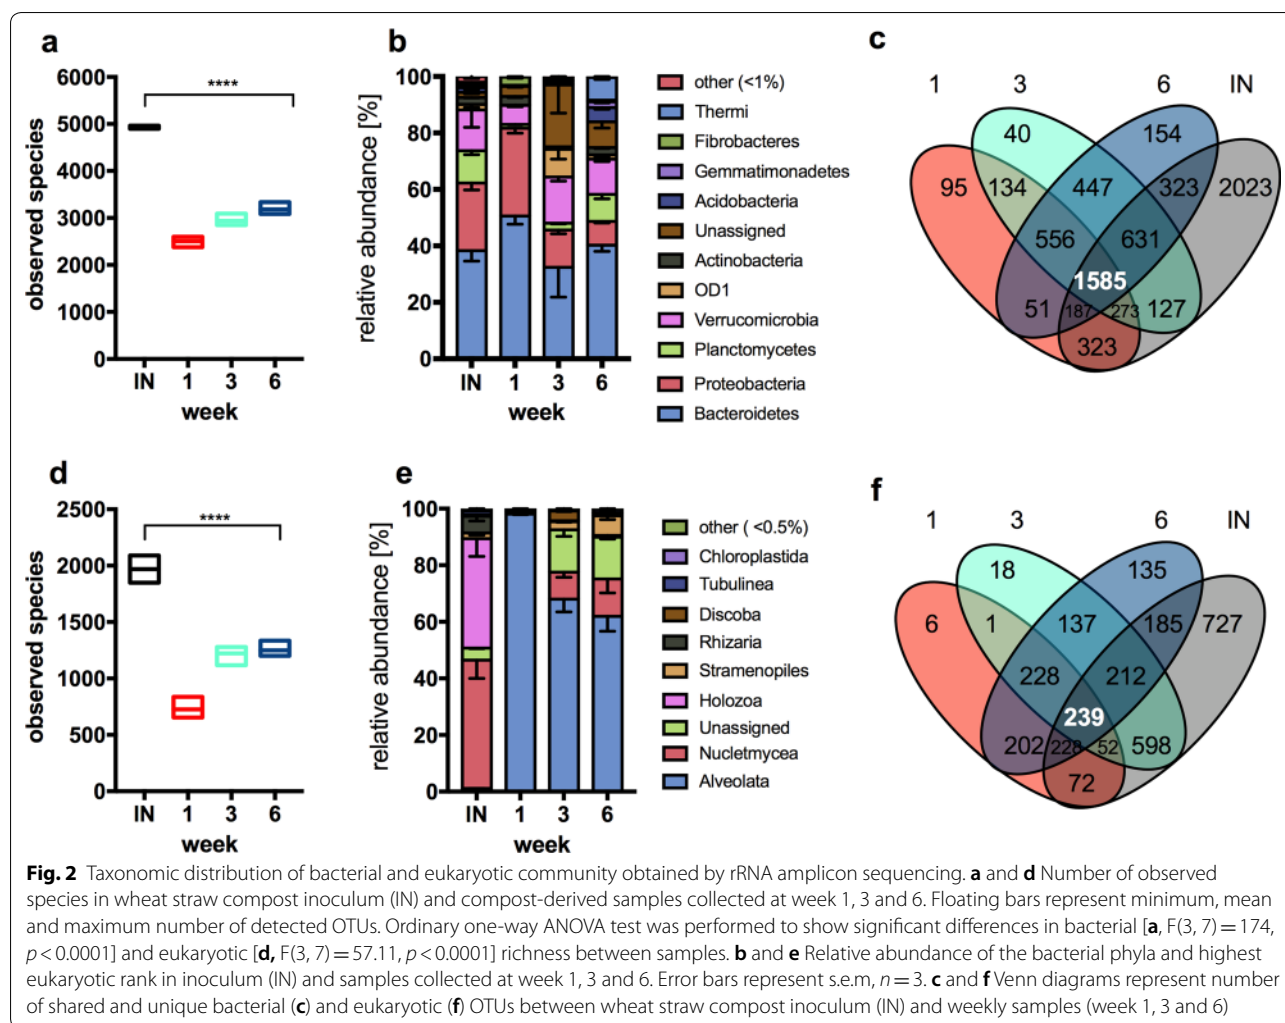 a
6000
5000
4000
3000
2000
1000
0
observed species
****
IN 1 3 6
week
b
100
80
60
40
20
0
relative abundance [%]
IN 1 3 6
week
other (<1%)
Thermi
Fibrobacteres
Gemmatimonadetes
Acidobacteria
Unassigned
Actinobacteria
OD1
Verrucomicrobia
Planctomycetes
Proteobacteria
Bacteroidetes
c
1 3 6 IN
40 154
95 134 447 323 2023
556 631
1585
51 187 273 127
323
d
2500
2000
1500
1000
500
0
observed species
****
IN 1 3 6
week
e
100
80
60
40
20
0
relative abundance [%]
IN 1 3 6
week
other ( <0.5%)
Chloroplastida
Tubulinea
Discoba
Rhizaria
Stramenopiles
Holozoa
Unassigned
Nucletmycea
Alveolata
f
1 3 6 IN
18 135
6 1 137 185 727
228 212
239
202 228 52 598
72
Fig. 2 Taxonomic distribution of bacterial and eukaryotic community obtained by rRNA amplicon sequencing. a and d Number of observed
species in wheat straw compost inoculum (IN) and compost-derived samples collected at week 1, 3 and 6. Floating bars represent minimum, mean
and maximum number of detected OTUs. Ordinary one-way ANOVA test was performed to show significant differences in bacterial [a, F(3, 7) = 174,
p < 0.0001] and eukaryotic [d, F(3, 7) = 57.11, p < 0.0001] richness between samples. b and e Relative abundance of the bacterial phyla and highest
eukaryotic rank in inoculum (IN) and samples collected at week 1, 3 and 6. Error bars represent s.e.m, n = 3. c and f Venn diagrams represent number
of shared and unique bacterial (c) and eukaryotic (f) OTUs between wheat straw compost inoculum (IN) and weekly samples (week 1, 3 and 6)